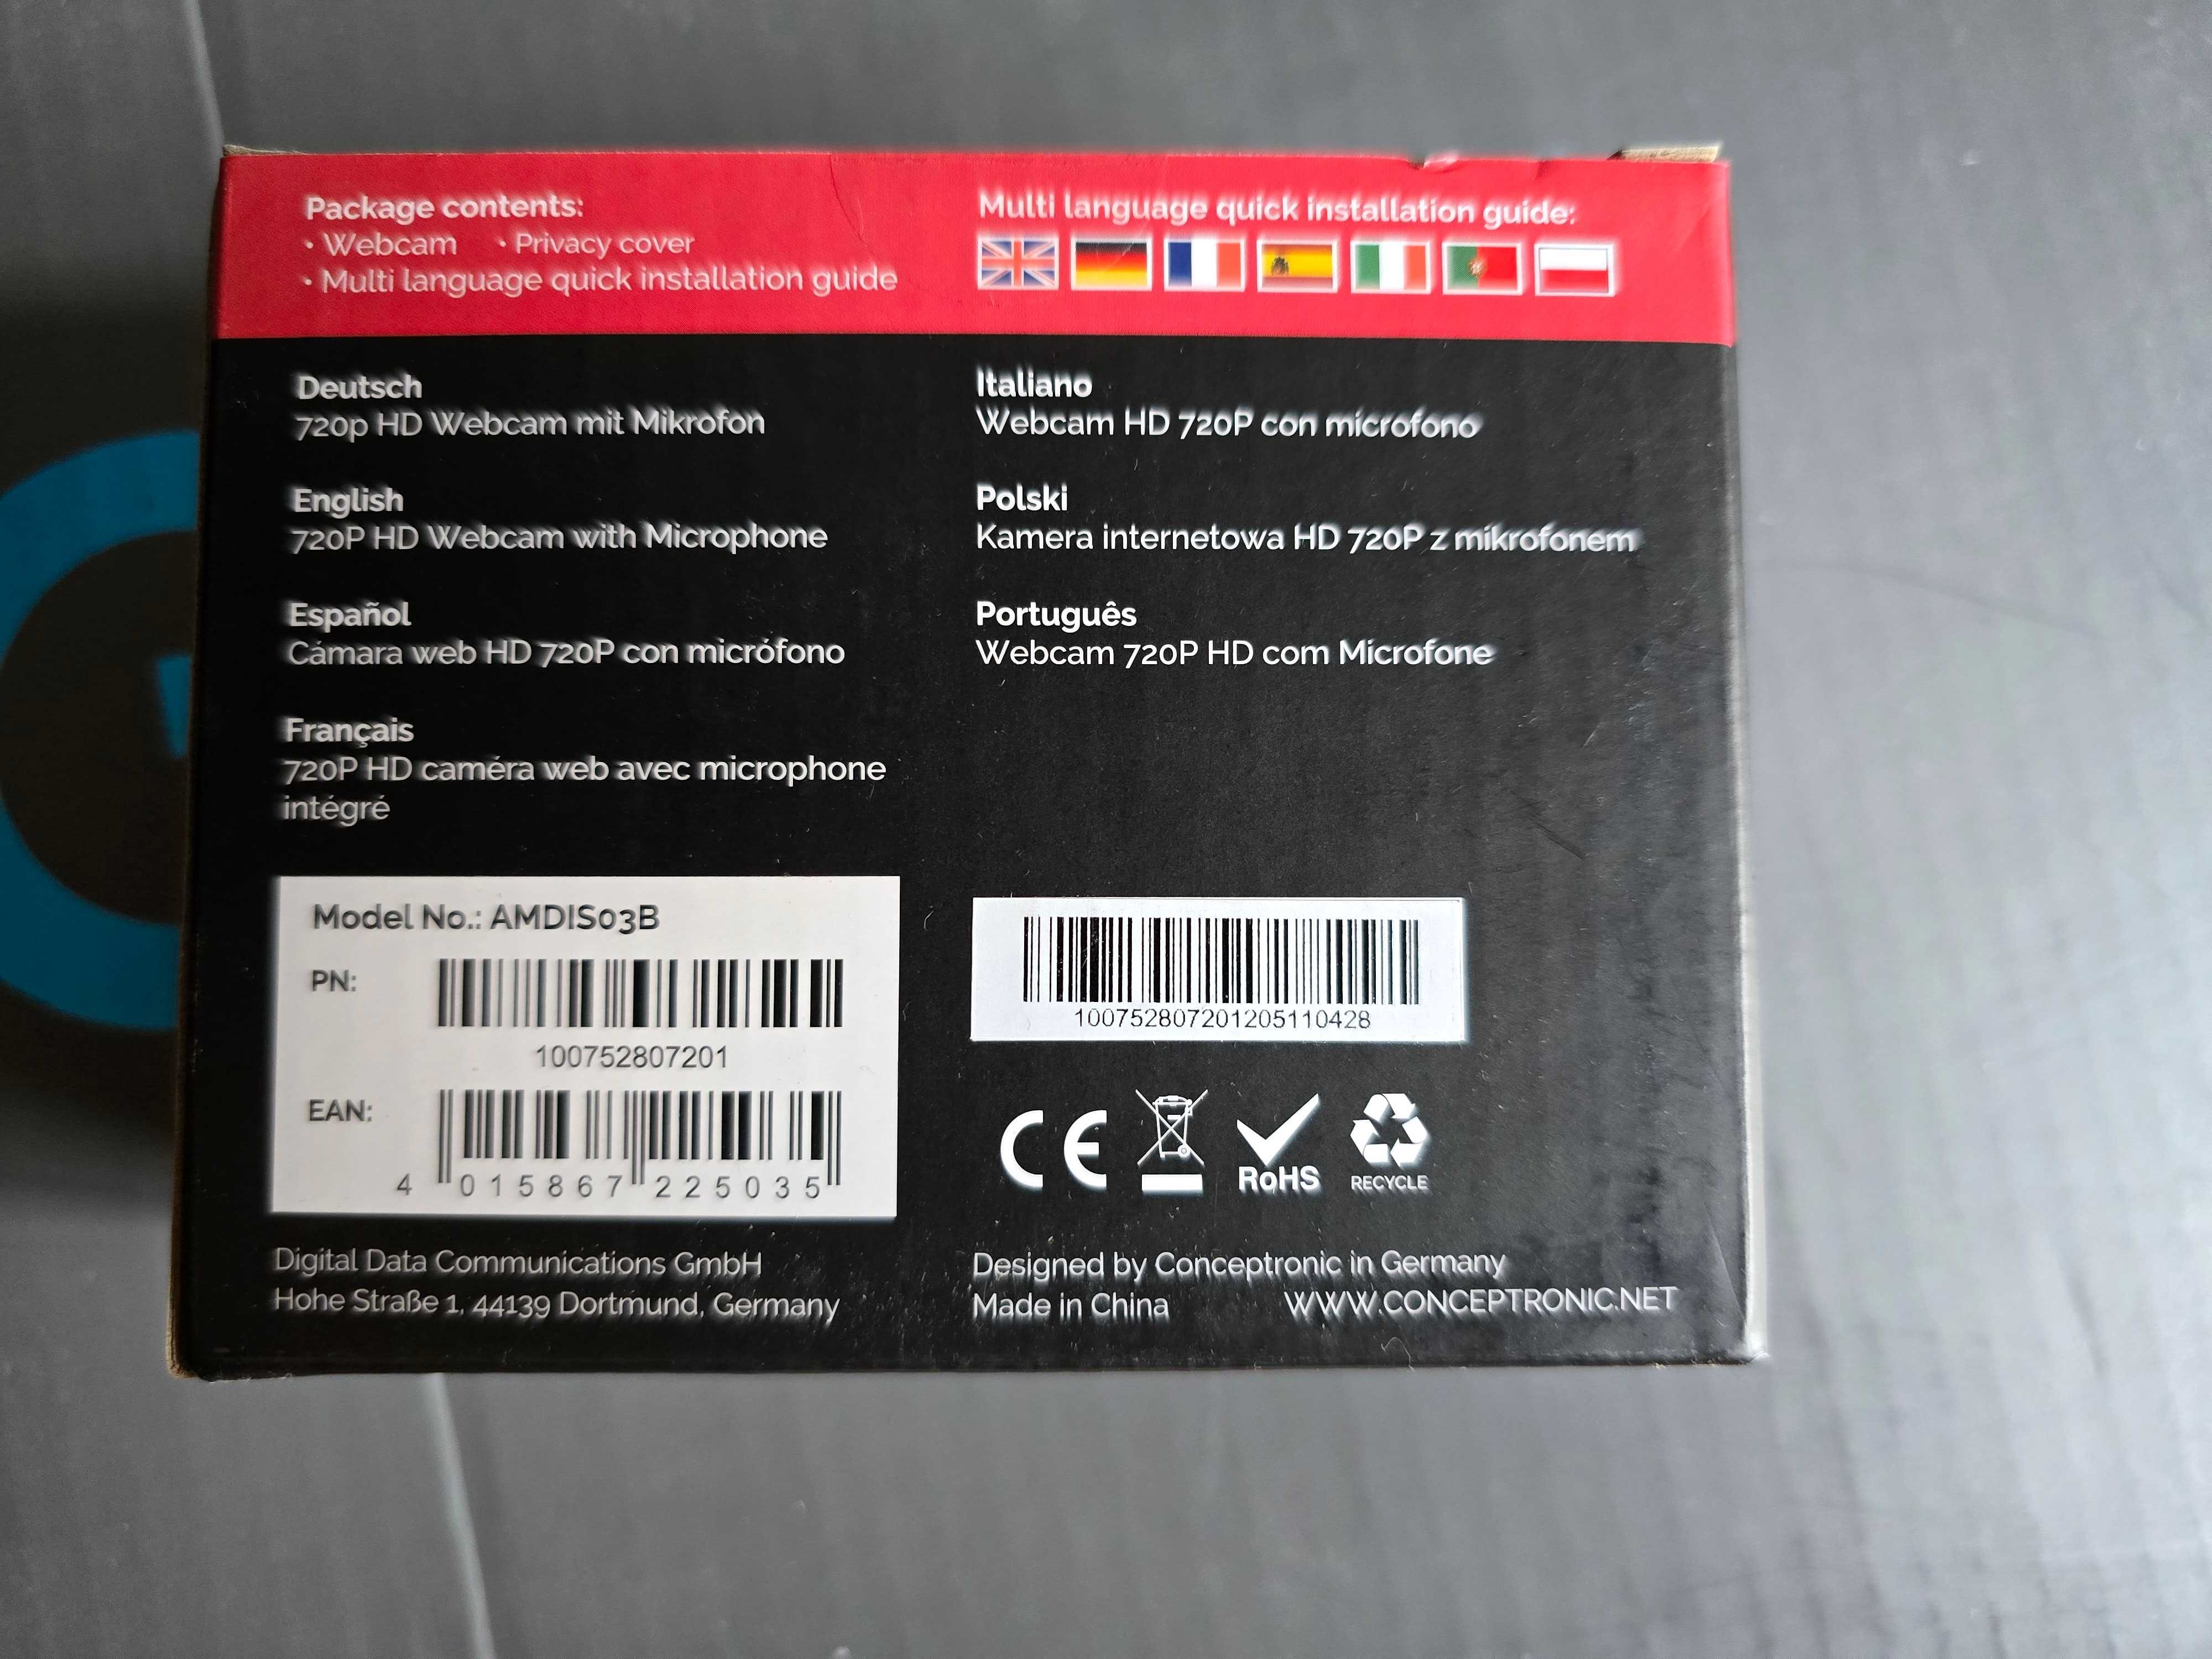 Package contents:
• Webcam • Privacy cover
• Multi language quick installation guide
Multi language quick installation guide:
Deutsch
720p HD Webcam mit Mikrofon
English
720P HD Webcam with Microphone
Español
Cámara web HD 720P con micrófono
Français
720P HD caméra web avec microphone
intégré
Italiano
Webcam HD 720P con microfono
Polski
Kamera internetowa HD 720P z mikrofonem
Português
Webcam 720P HD com Microfone
Model No.: AMDIS03B
PN:
100752807201
EAN:
4 015867 225035
100752807201205110428
CE
RoHS
RECYCLE
Digital Data Communications GmbH
Hohe Straße 1, 44139 Dortmund, Germany
Designed by Conceptronic in Germany
Made in China WWW.CONCEPTRONIC.NET